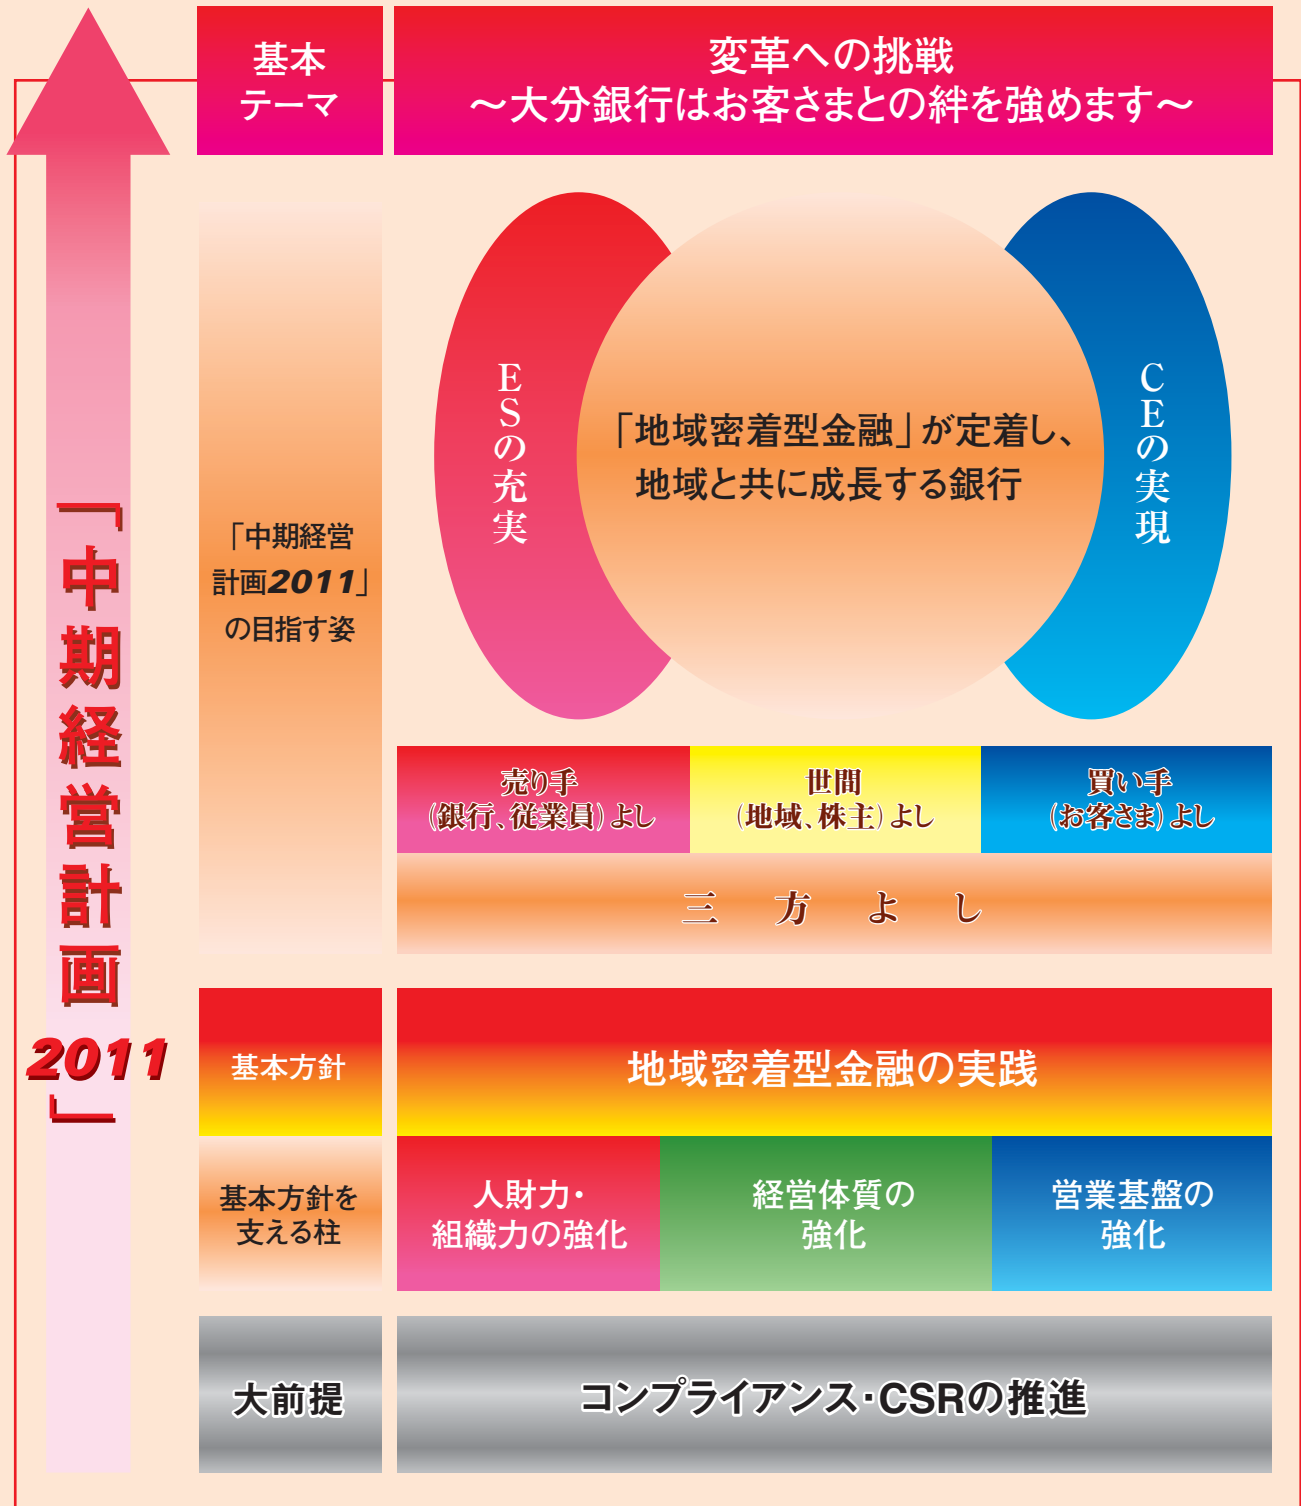 基本
テーマ
変革への挑戦
～大分銀行はお客さまとの絆を強めます～
「中期経営計画
2011
」
「中期経営
計画2011」
の目指す姿
ESの充実
「地域密着型金融」が定着し、
地域と共に成長する銀行
CEの実現
売り手
(銀行、従業員)よし
世間
(地域、株主)よし
買い手
(お客さま)よし
三方よし
基本方針
地域密着型金融の実践
基本方針を
支える柱
人財力・
組織力の強化
経営体質の
強化
営業基盤の
強化
大前提
コンプライアンス・CSRの推進